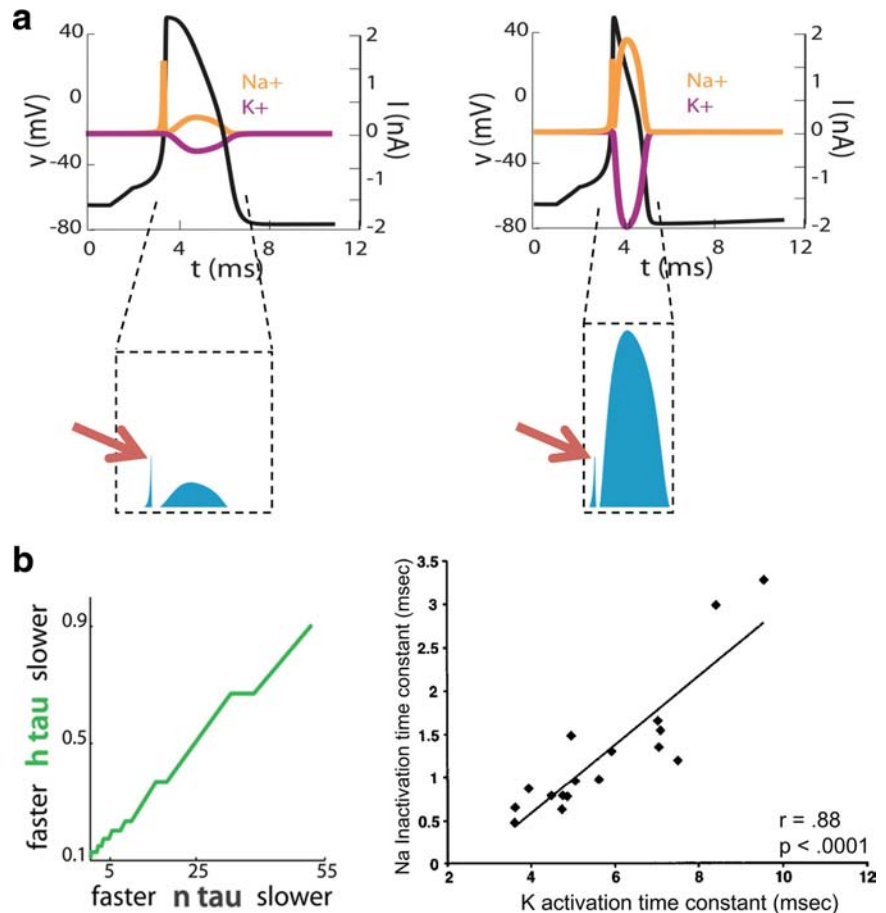 a
40
0
-40
-80
v (mV)
2
1
0
-1
-2
I (nA)
Na+
K+
0 4 8 12
t (ms)
40
0
-40
-80
v (mV)
2
1
0
-1
-2
I (nA)
Na+
K+
0 4 8 12
t (ms)
b
0.9
0.5
0.1
faster h tau slower
5 25 55
faster n tau slower
3.5
3
2.5
2
1.5
1
0.5
0
Na Inactivation time constant (msec)
r = .88
p < .0001
2 4 6 8 10 12
K activation time constant (msec)